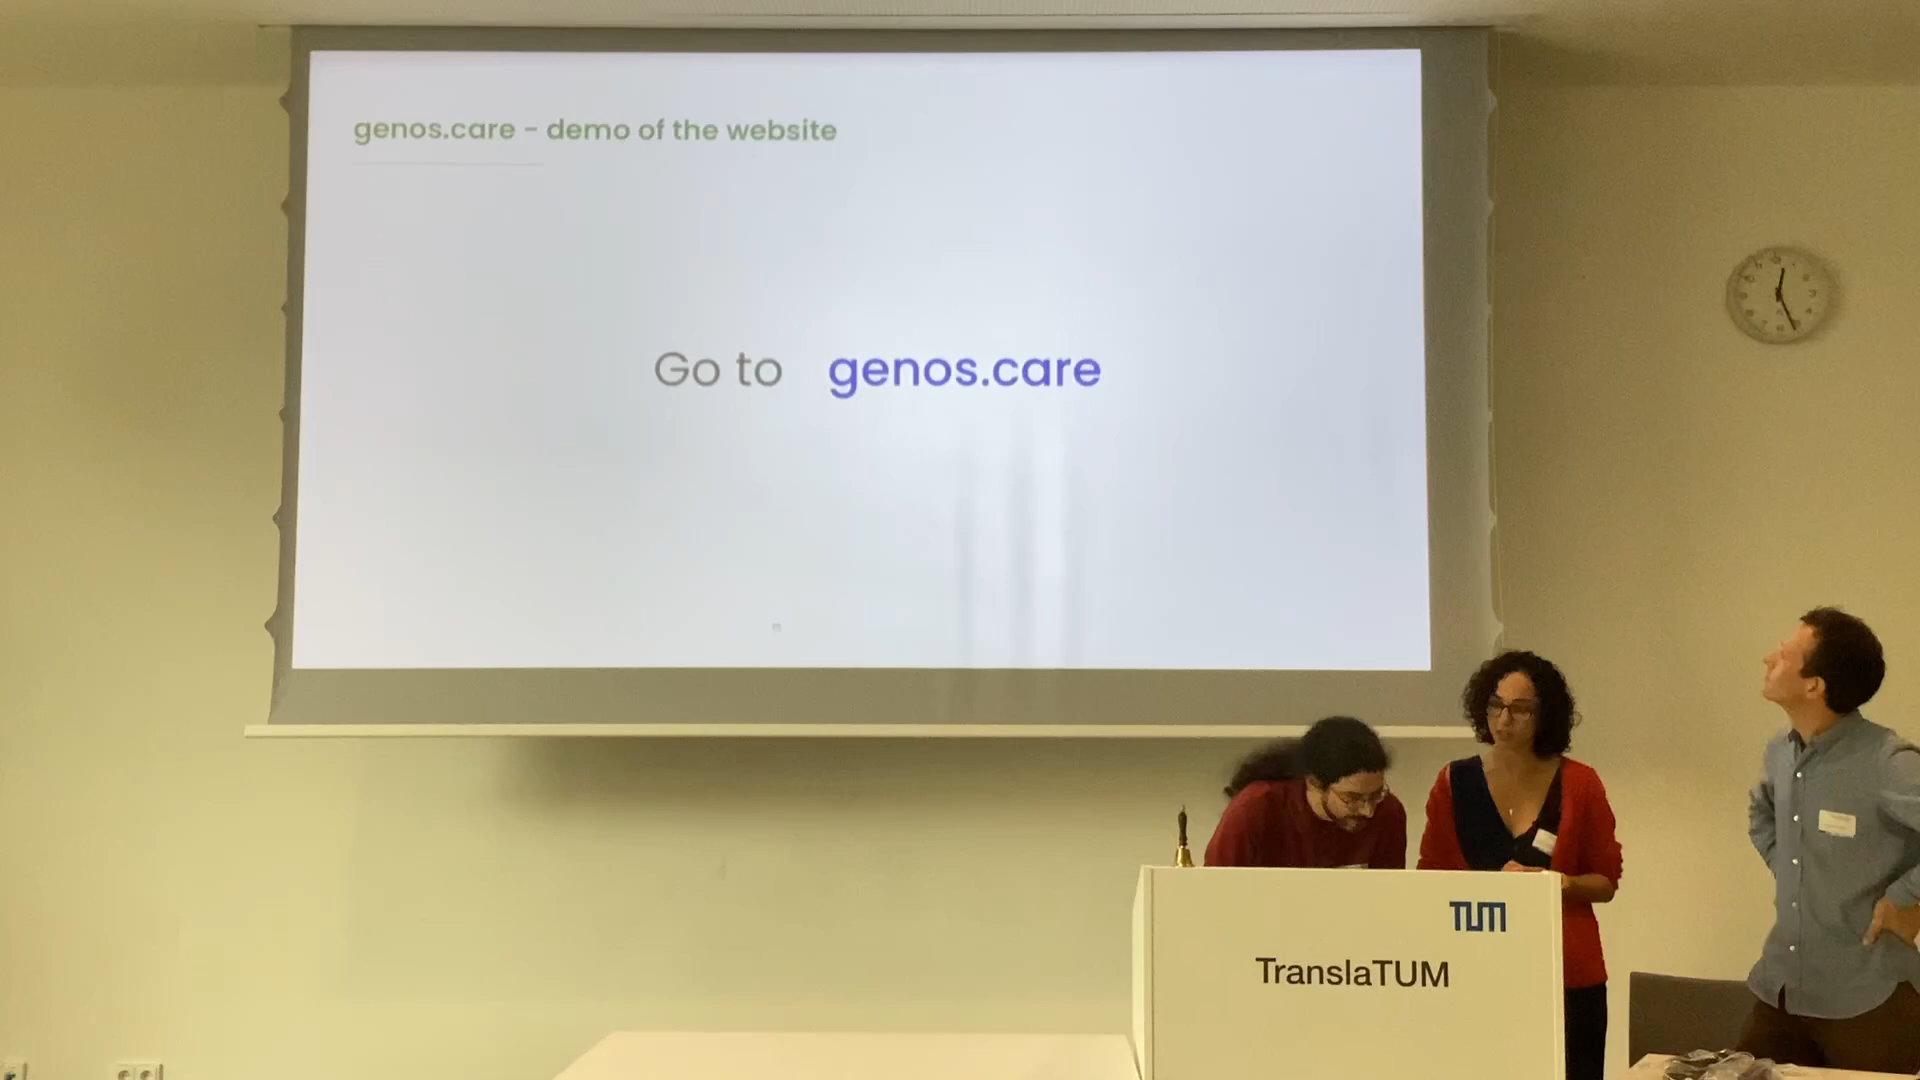 genos.care - demo of the website
Go to genos.care
TUM
TranslaTUM